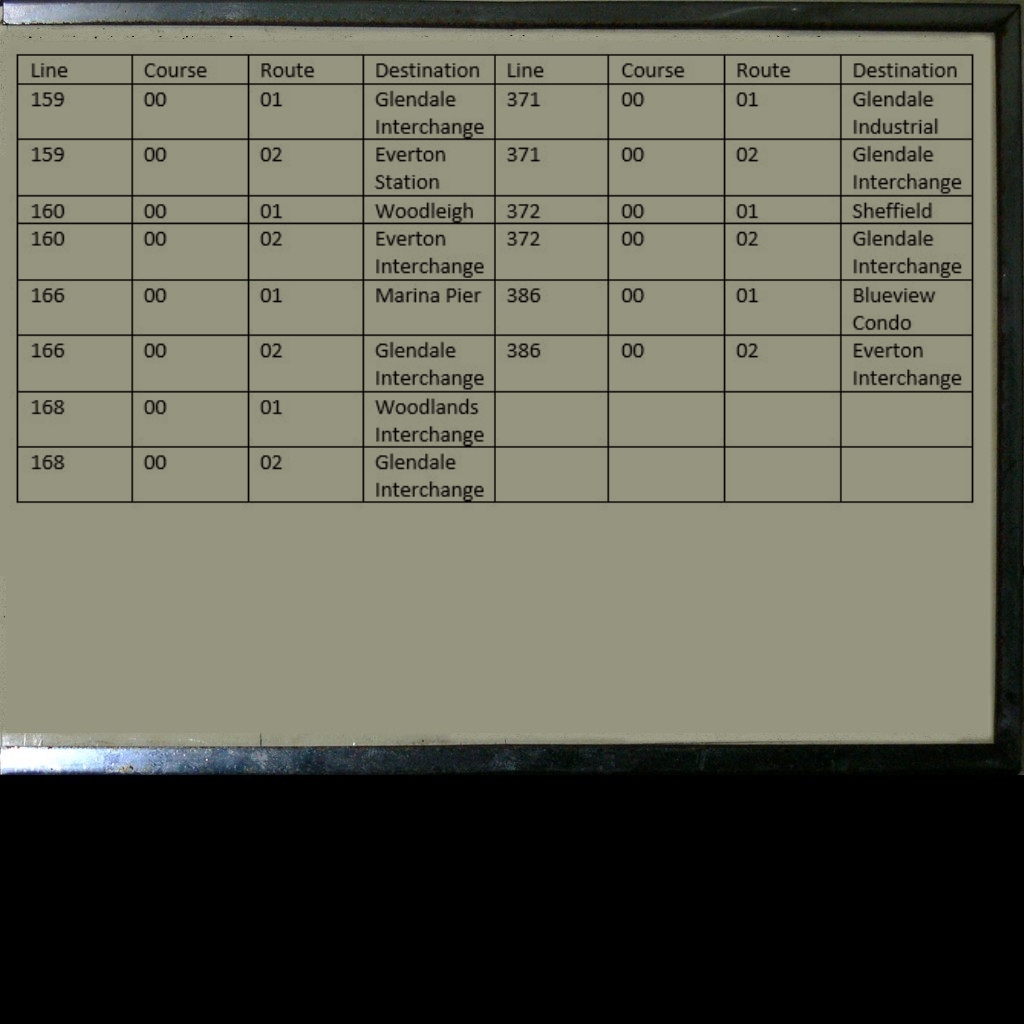 Line Course Route Destination Line Course Route Destination
159 00 01 Glendale Interchange 371 00 01 Glendale Industrial
159 00 02 Everton Station 371 00 02 Glendale Interchange
160 00 01 Woodleigh 372 00 01 Sheffield
160 00 02 Everton Interchange 372 00 02 Glendale Interchange
166 00 01 Marina Pier 386 00 01 Blueview Condo
166 00 02 Glendale Interchange 386 00 02 Everton Interchange
168 00 01 Woodlands Interchange
168 00 02 Glendale Interchange